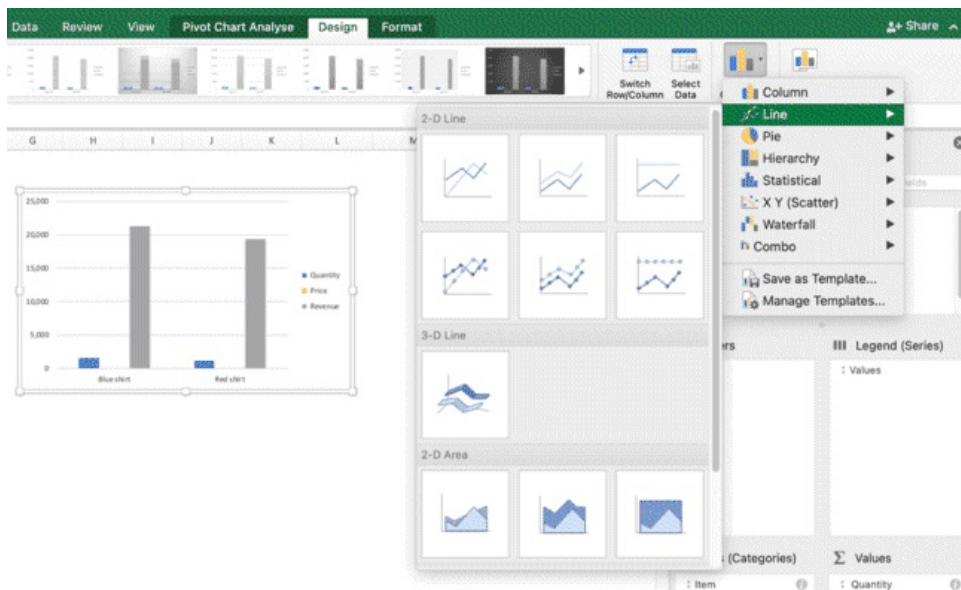 Data Review View Pivot Chart Analyse Design Format Share
Switch Row/Column
Select Data
Column
Line
Pie
Hierarchy
Statistical
X Y (Scatter)
Waterfall
Combo
Save as Template...
Manage Templates...
2-D Line
3-D Line
2-D Area
G H I J K L M
25,000
20,000
15,000
10,000
5,000
0
Blue shirt Red shirt
Quantity
Price
Revenue
Legend (Series)
Values
(Categories)
Item
Values
Quantity